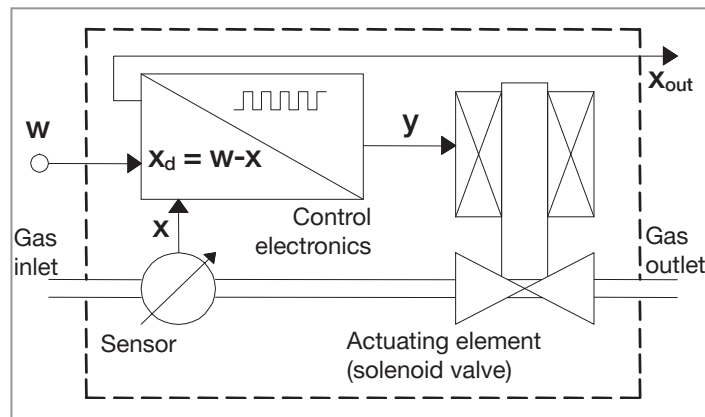 x_out
w
y
x_d = w-x
x
Control
electronics
Gas
inlet
Gas
outlet
Sensor
Actuating element
(solenoid valve)